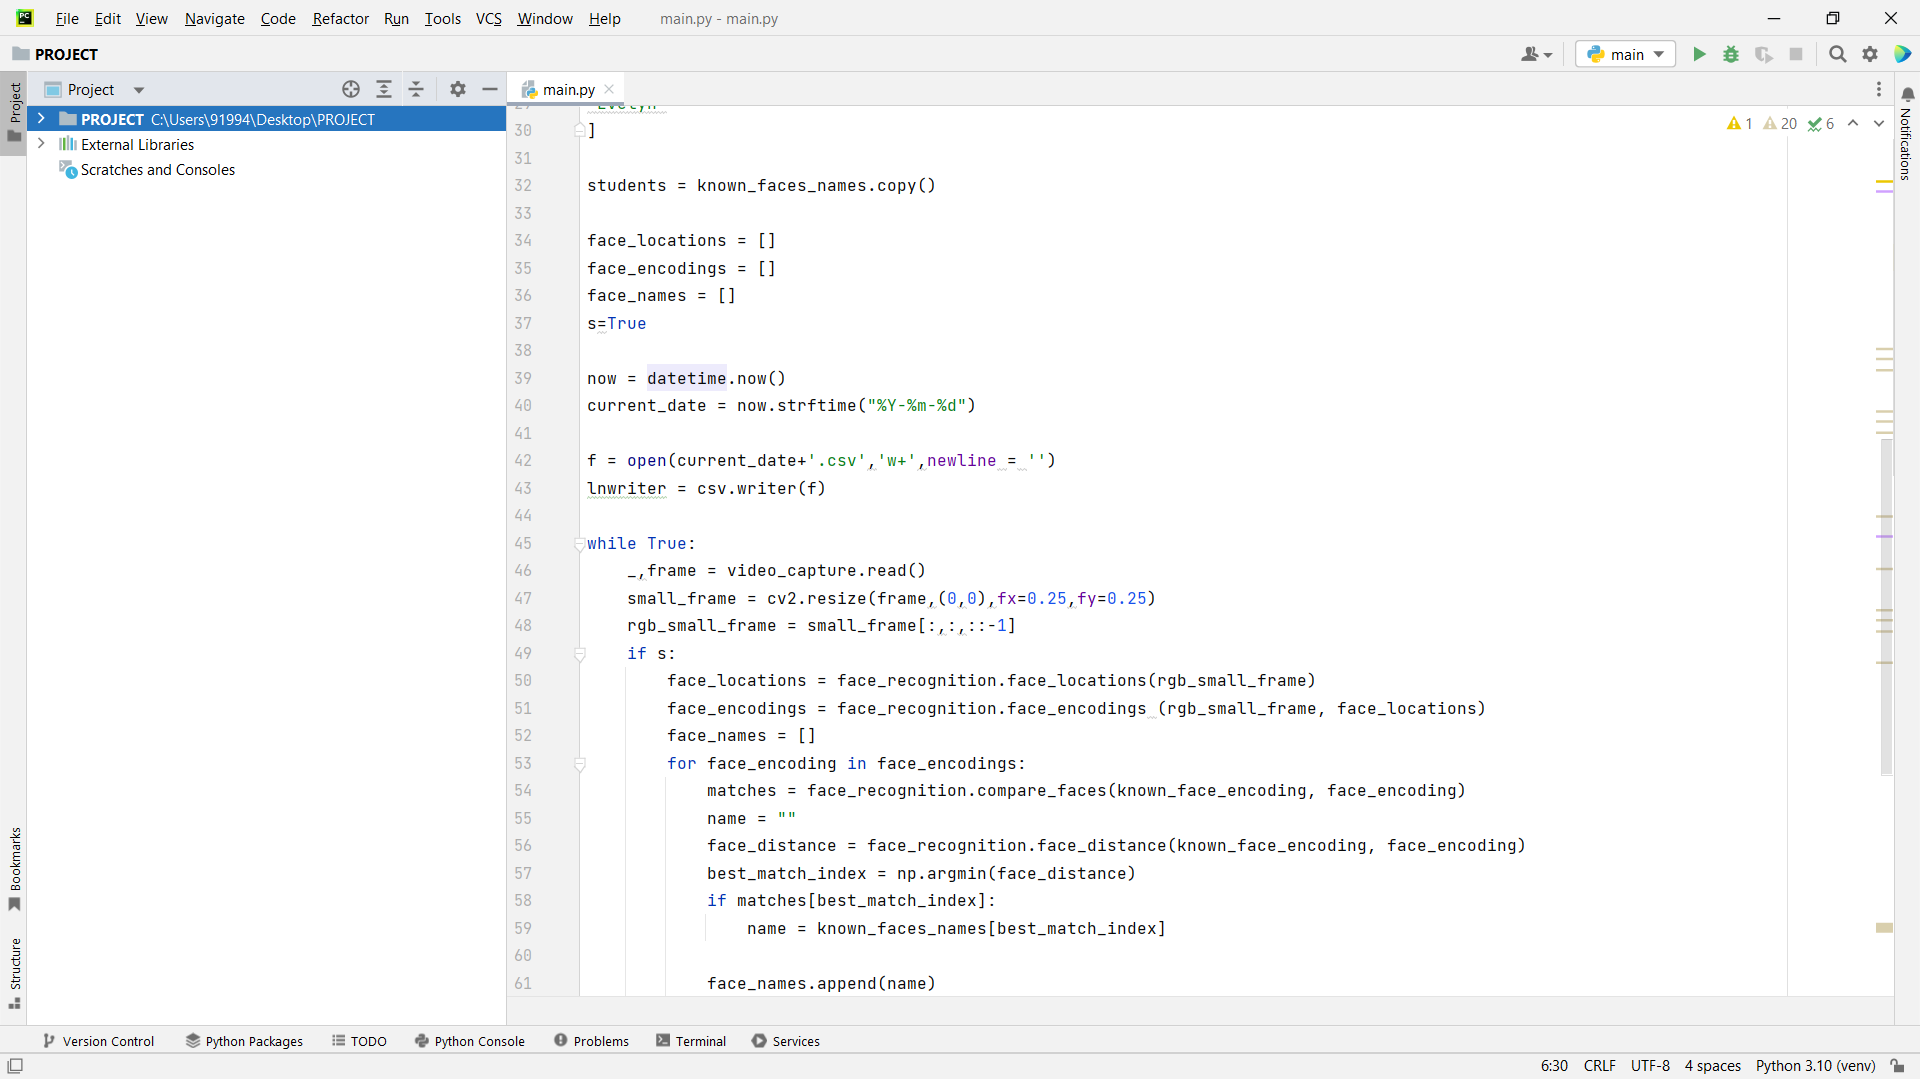 PC File Edit View Navigate Code Refactor Run Tools VCS Window Help main.py - main.py
PROJECT
main
Project
Project
main.py
Notifications
PROJECT C:\Users\91994\Desktop\PROJECT
External Libraries
Scratches and Consoles
1 20 6
30 ]
31
32 students = known_faces_names.copy()
33
34 face_locations = []
35 face_encodings = []
36 face_names = []
37 s=True
38
39 now = datetime.now()
40 current_date = now.strftime("%Y-%m-%d")
41
42 f = open(current_date+'.csv','w+',newline = '')
43 lnwriter = csv.writer(f)
44
45 while True:
46 _,frame = video_capture.read()
47 small_frame = cv2.resize(frame,(0,0),fx=0.25,fy=0.25)
48 rgb_small_frame = small_frame[:,:,::-1]
49 if s:
50 face_locations = face_recognition.face_locations(rgb_small_frame)
51 face_encodings = face_recognition.face_encodings (rgb_small_frame, face_locations)
52 face_names = []
53 for face_encoding in face_encodings:
54 matches = face_recognition.compare_faces(known_face_encoding, face_encoding)
55 name = ""
56 face_distance = face_recognition.face_distance(known_face_encoding, face_encoding)
57 best_match_index = np.argmin(face_distance)
58 if matches[best_match_index]:
59 name = known_faces_names[best_match_index]
60
61 face_names.append(name)
Bookmarks
Structure
Version Control Python Packages TODO Python Console Problems Terminal Services
6:30 CRLF UTF-8 4 spaces Python 3.10 (venv)